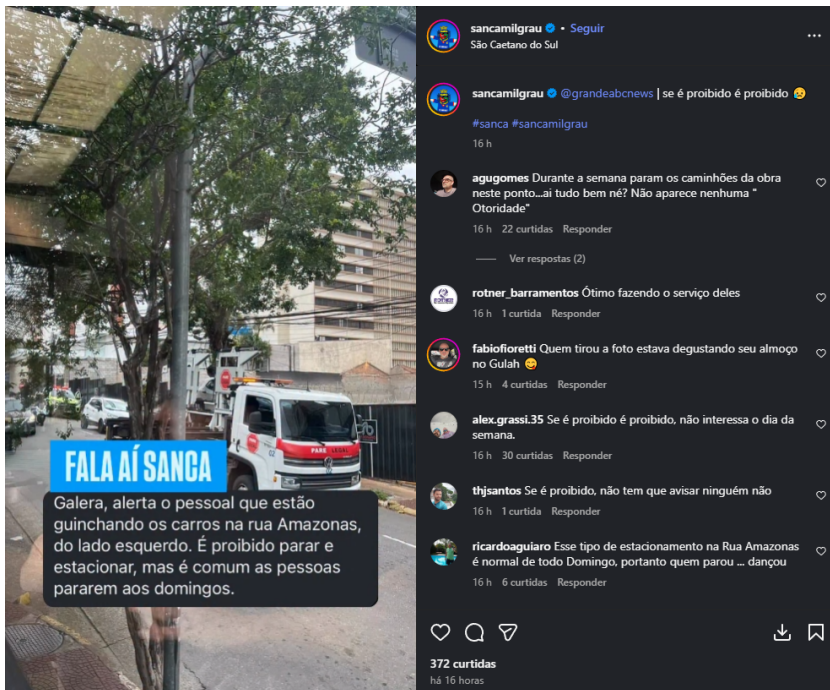 sancamilgrau • Seguir
São Caetano do Sul
sancamilgrau @grandeabcnews | se é proibido é proibido 😥
#sanca #sancamilgrau
16 h
agugomes Durante a semana param os caminhões da obra
neste ponto...ai tudo bem né? Não aparece nenhuma "
Otoridade"
16 h 22 curtidas Responder
Ver respostas (2)
rotner_barramentos Ótimo fazendo o serviço deles
16 h 1 curtida Responder
fabiofioretti Quem tirou a foto estava degustando seu almoço
no Gulah 😋
15 h 4 curtidas Responder
alex.grassi.35 Se é proibido é proibido, não interessa o dia da
semana.
16 h 30 curtidas Responder
thjsantos Se é proibido, não tem que avisar ninguém não
16 h 1 curtida Responder
ricardoaguiaro Esse tipo de estacionamento na Rua Amazonas
é normal de todo Domingo, portanto quem parou ... dançou
16 h 6 curtidas Responder
372 curtidas
há 16 horas
PARE LEGAL
02
FALA AÍ SANCA
Galera, alerta o pessoal que estão
guinchando os carros na rua Amazonas,
do lado esquerdo. É proibido parar e
estacionar, mas é comum as pessoas
pararem aos domingos.